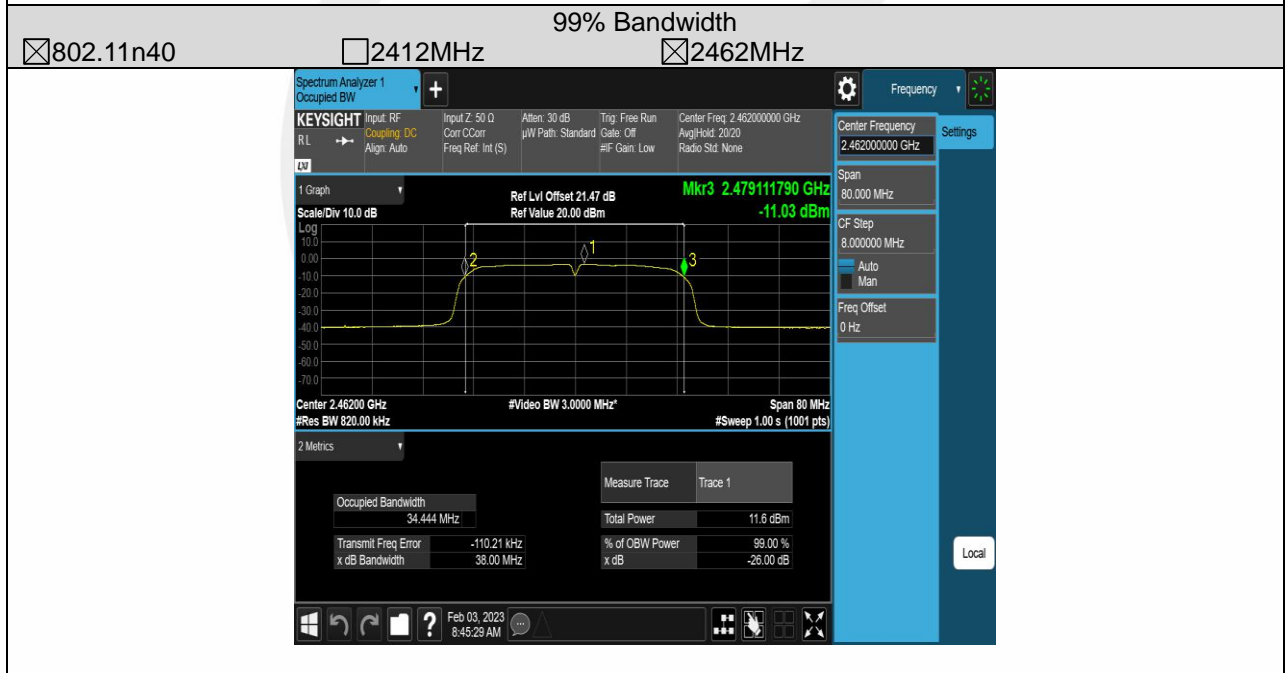 99% Bandwidth
☒802.11n40 ☐2412MHz ☒2462MHz
Spectrum Analyzer 1
Occupied BW
+
Frequency
KEYSIGHT
RL
LXI
Input: RF
Coupling: DC
Align: Auto
Input Z: 50 Ω
Corr CCorr
Freq Ref: Int (S)
Atten: 30 dB
µW Path: Standard
Trig: Free Run
Gate: Off
#IF Gain: Low
Center Freq: 2.462000000 GHz
Avg|Hold: 20/20
Radio Std: None
Center Frequency
2.462000000 GHz
Settings
Span
80.000 MHz
CF Step
8.000000 MHz
Auto
Man
Freq Offset
0 Hz
Local
1 Graph
Scale/Div 10.0 dB
Ref Lvl Offset 21.47 dB
Ref Value 20.00 dBm
Mkr3 2.479111790 GHz
-11.03 dBm
Log
10.0
0.00
-10.0
-20.0
-30.0
-40.0
-50.0
-60.0
-70.0
2
1
3
Center 2.46200 GHz
#Video BW 3.0000 MHz*
Span 80 MHz
#Res BW 820.00 kHz
#Sweep 1.00 s (1001 pts)
2 Metrics
Measure Trace Trace 1
Occupied Bandwidth
34.444 MHz
Total Power 11.6 dBm
Transmit Freq Error -110.21 kHz
% of OBW Power 99.00 %
x dB Bandwidth 38.00 MHz
x dB -26.00 dB
?
Feb 03, 2023
8:45:29 AM